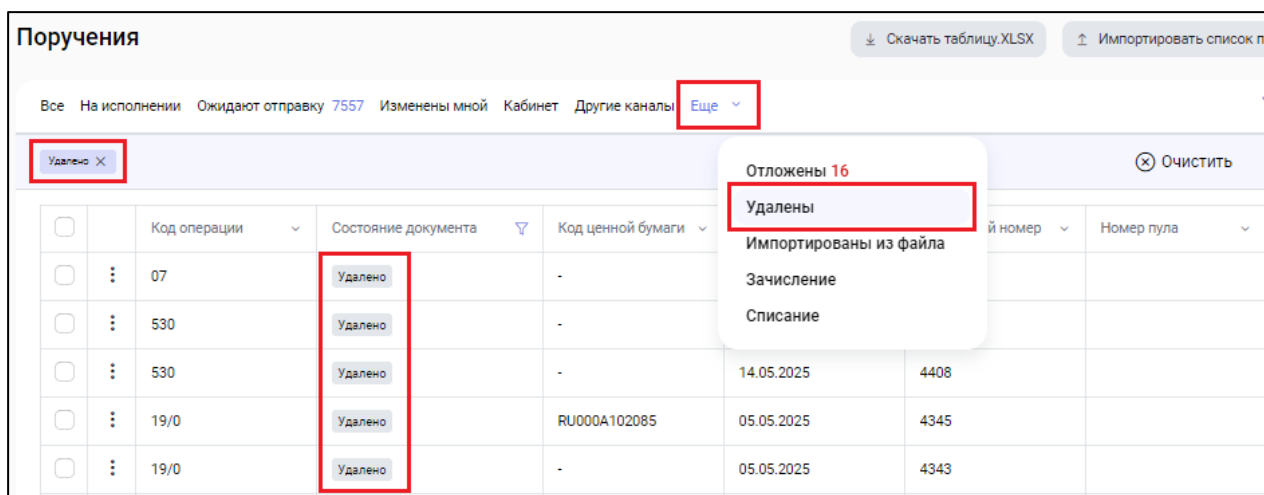 Поручения
Скачать таблицу.XLSX
Импортировать список п
Все На исполнении Ожидают отправку 7557 Изменены мной Кабинет Другие каналы Еще
Удалено
Очистить
Отложены 16
Удалены
Импортированы из файла
Зачисление
Списание
Код операции Состояние документа Код ценной бумаги й номер Номер пула
07 Удалено -
530 Удалено -
530 Удалено - 14.05.2025 4408
19/0 Удалено RU000A102085 05.05.2025 4345
19/0 Удалено - 05.05.2025 4343